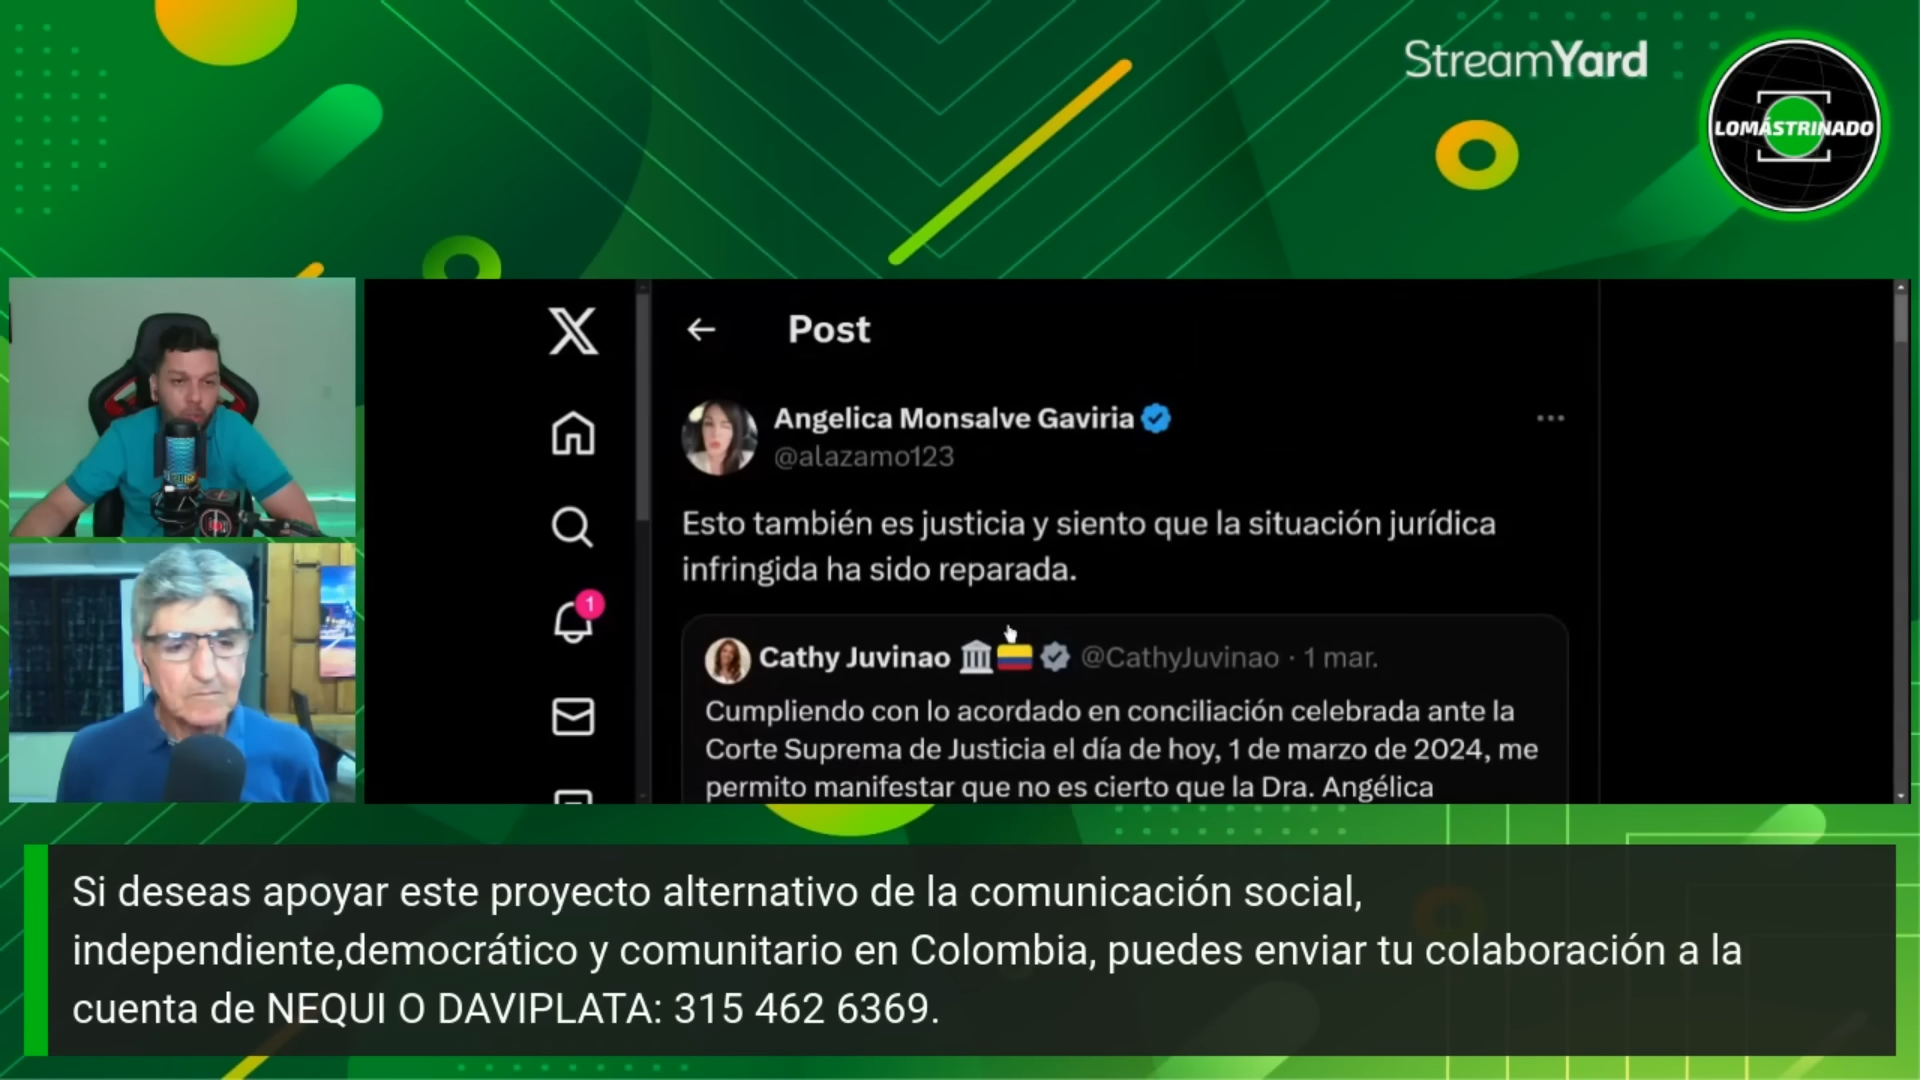 StreamYard
LOMÁSTRINADO
Post
Angelica Monsalve Gaviria
@alazamo123
Esto también es justicia y siento que la situación jurídica
infringida ha sido reparada.
1
Cathy Juvinao 🏛️🇨🇴 @CathyJuvinao · 1 mar.
Cumpliendo con lo acordado en conciliación celebrada ante la
Corte Suprema de Justicia el día de hoy, 1 de marzo de 2024, me
permito manifestar que no es cierto que la Dra. Angélica
Si deseas apoyar este proyecto alternativo de la comunicación social,
independiente,democrático y comunitario en Colombia, puedes enviar tu colaboración a la
cuenta de NEQUI O DAVIPLATA: 315 462 6369.